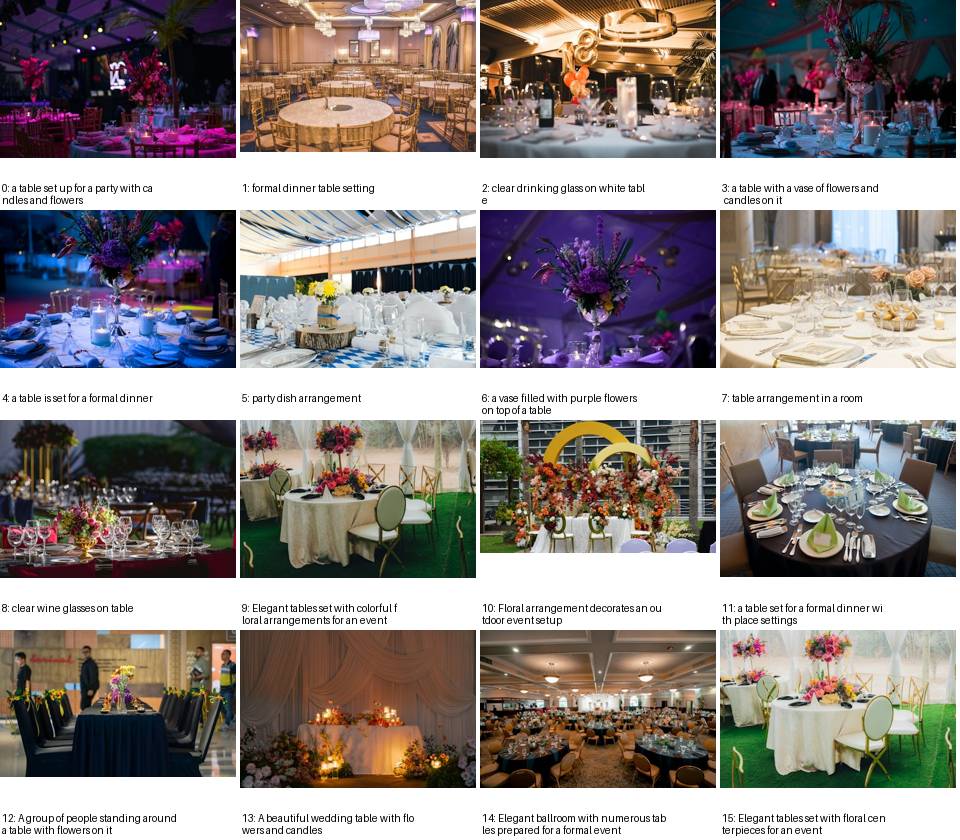 0: a table set up for a party with ca
ndles and flowers
1: formal dinner table setting
2: clear drinking glass on white tabl
e
3: a table with a vase of flowers and
candles on it
4: a table is set for a formal dinner
5: party dish arrangement
6: a vase filled with purple flowers
on top of a table
7: table arrangement in a room
8: clear wine glasses on table
9: Elegant tables set with colorful f
loral arrangements for an event
10: Floral arrangement decorates an ou
tdoor event setup
11: a table set for a formal dinner wi
th place settings
12: A group of people standing around
a table with flowers on it
13: A beautiful wedding table with flo
wers and candles
14: Elegant ballroom with numerous tab
les prepared for a formal event
15: Elegant tables set with floral cen
terpieces for an event